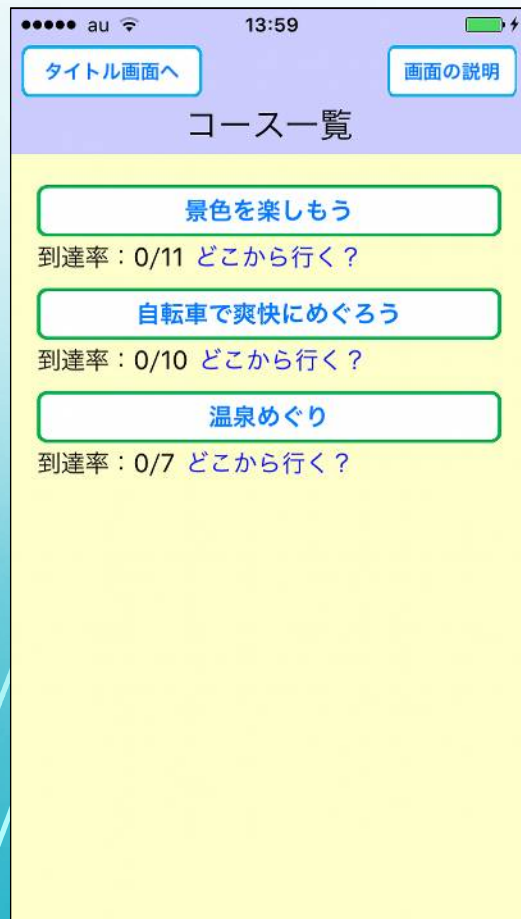 au 13:59
タイトル画面へ 画面の説明
コース一覧
景色を楽しもう
到達率：0/11 どこから行く？
自転車で爽快にめぐろう
到達率：0/10 どこから行く？
温泉めぐり
到達率：0/7 どこから行く？